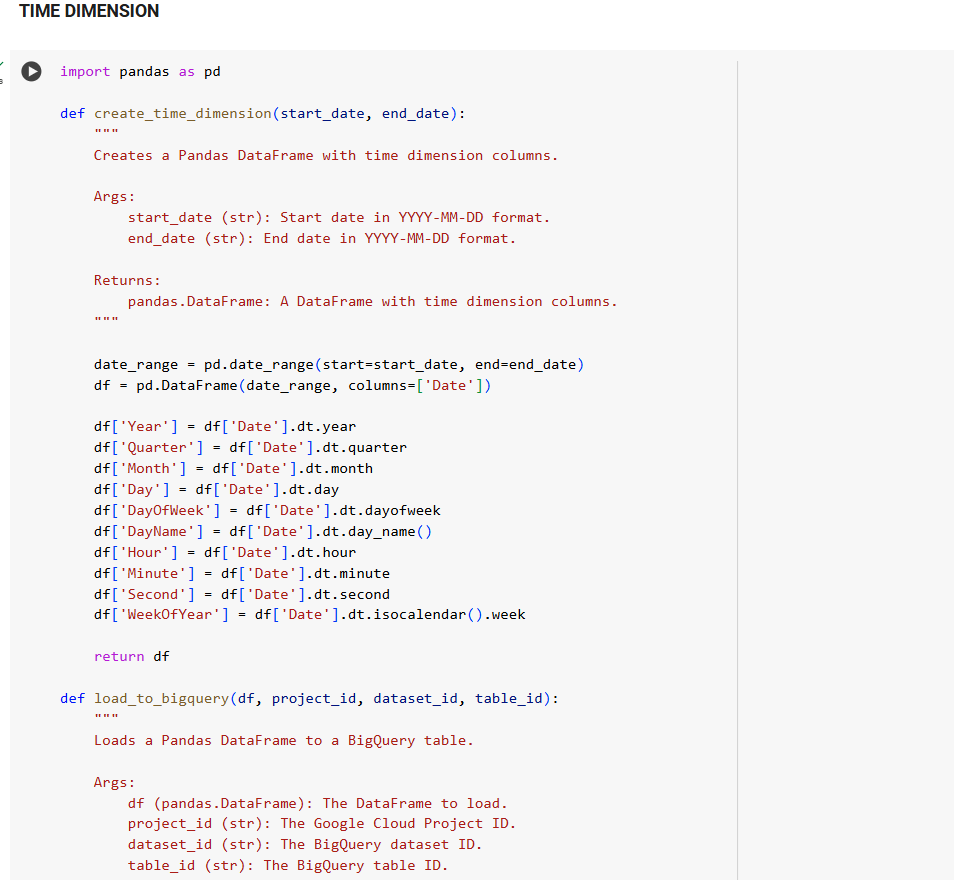 TIME DIMENSION
import pandas as pd
def create_time_dimension(start_date, end_date):
    """
    Creates a Pandas DataFrame with time dimension columns.
    Args:
        start_date (str): Start date in YYYY-MM-DD format.
        end_date (str): End date in YYYY-MM-DD format.
    Returns:
        pandas.DataFrame: A DataFrame with time dimension columns.
    """
    date_range = pd.date_range(start=start_date, end=end_date)
    df = pd.DataFrame(date_range, columns=['Date'])
    df['Year'] = df['Date'].dt.year
    df['Quarter'] = df['Date'].dt.quarter
    df['Month'] = df['Date'].dt.month
    df['Day'] = df['Date'].dt.day
    df['DayOfWeek'] = df['Date'].dt.dayofweek
    df['DayName'] = df['Date'].dt.day_name()
    df['Hour'] = df['Date'].dt.hour
    df['Minute'] = df['Date'].dt.minute
    df['Second'] = df['Date'].dt.second
    df['WeekOfYear'] = df['Date'].dt.isocalendar().week
    return df
def load_to_bigquery(df, project_id, dataset_id, table_id):
    """
    Loads a Pandas DataFrame to a BigQuery table.
    Args:
        df (pandas.DataFrame): The DataFrame to load.
        project_id (str): The Google Cloud Project ID.
        dataset_id (str): The BigQuery dataset ID.
        table_id (str): The BigQuery table ID.